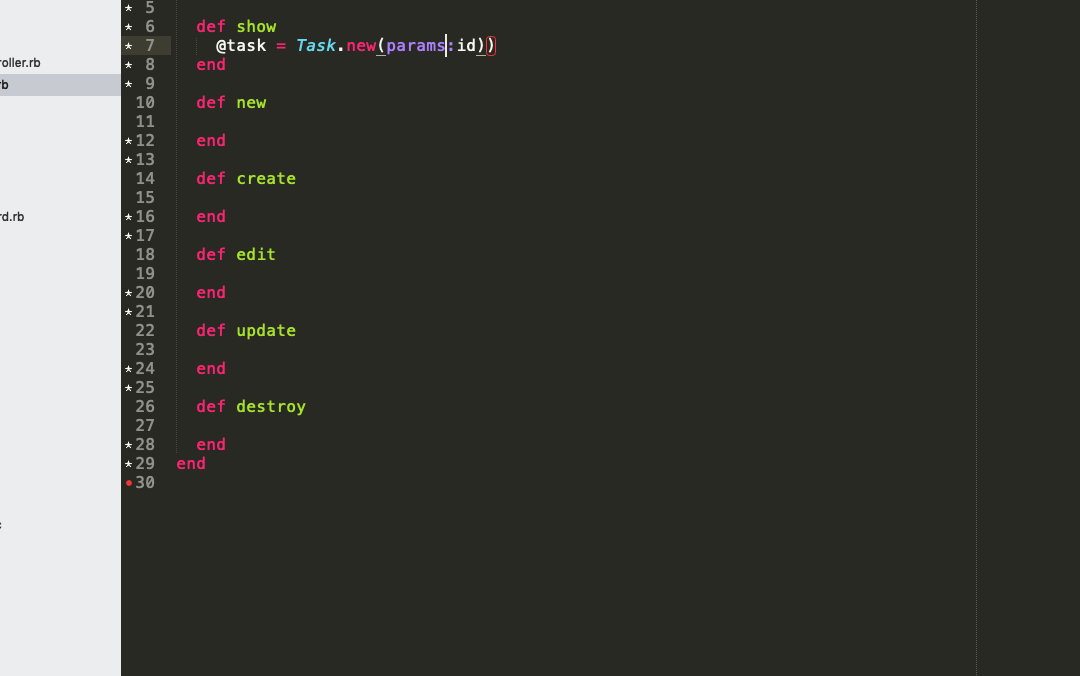 * 5
* 6 def show
oller.rb
* 7 @task = Task.new(params:id))
* 8 end
b
* 9
10 def new
11
* 12 end
* 13
14 def create
15
rd.rb
* 16 end
* 17
18 def edit
19
* 20 end
* 21
22 def update
23
* 24 end
* 25
26 def destroy
27
* 28 end
* 29 end
• 30